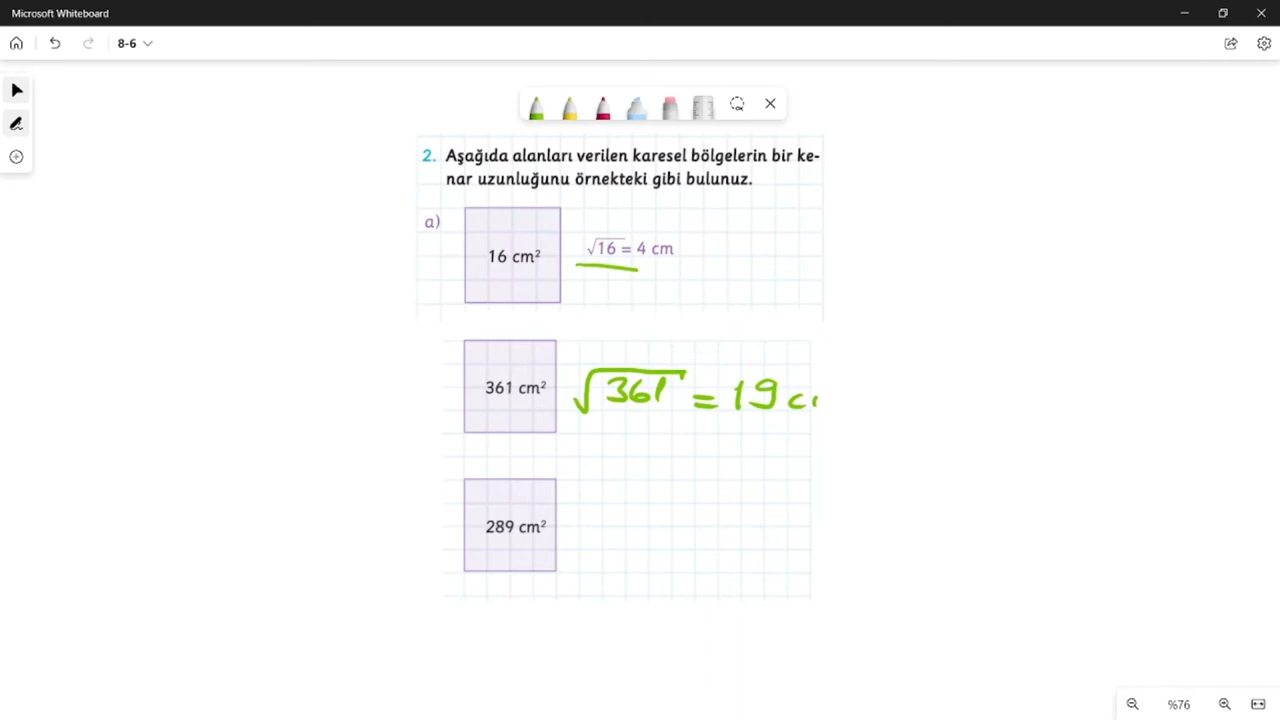 Microsoft Whiteboard
8-6
2. Aşağıda alanları verilen karesel bölgelerin bir ke-
nar uzunluğunu örnekteki gibi bulunuz.
a)
16 cm² √16 = 4 cm
361 cm² √361 = 19 c
289 cm²
%76